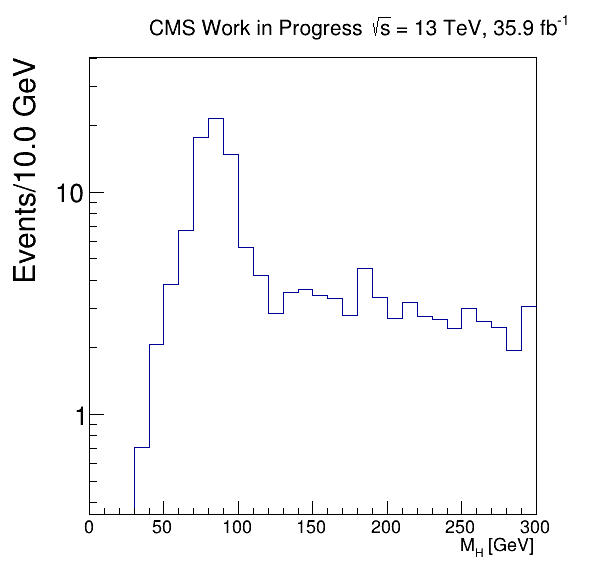 CMS Work in Progress √s = 13 TeV, 35.9 fb⁻¹
Events/10.0 GeV
10
1
0 50 100 150 200 250 300
M_H [GeV]